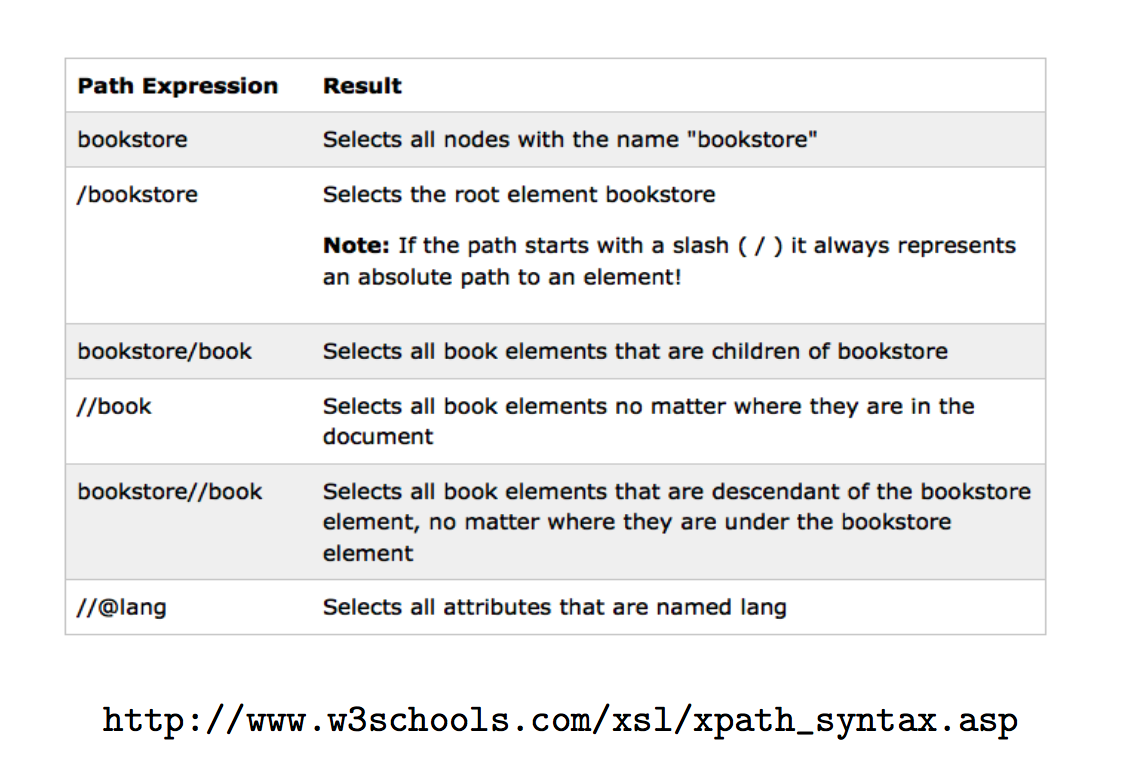 Path Expression Result
bookstore Selects all nodes with the name "bookstore"
/bookstore Selects the root element bookstore
Note: If the path starts with a slash ( / ) it always represents
an absolute path to an element!
bookstore/book Selects all book elements that are children of bookstore
//book Selects all book elements no matter where they are in the
document
bookstore//book Selects all book elements that are descendant of the bookstore
element, no matter where they are under the bookstore
element
//@lang Selects all attributes that are named lang
http://www.w3schools.com/xsl/xpath_syntax.asp